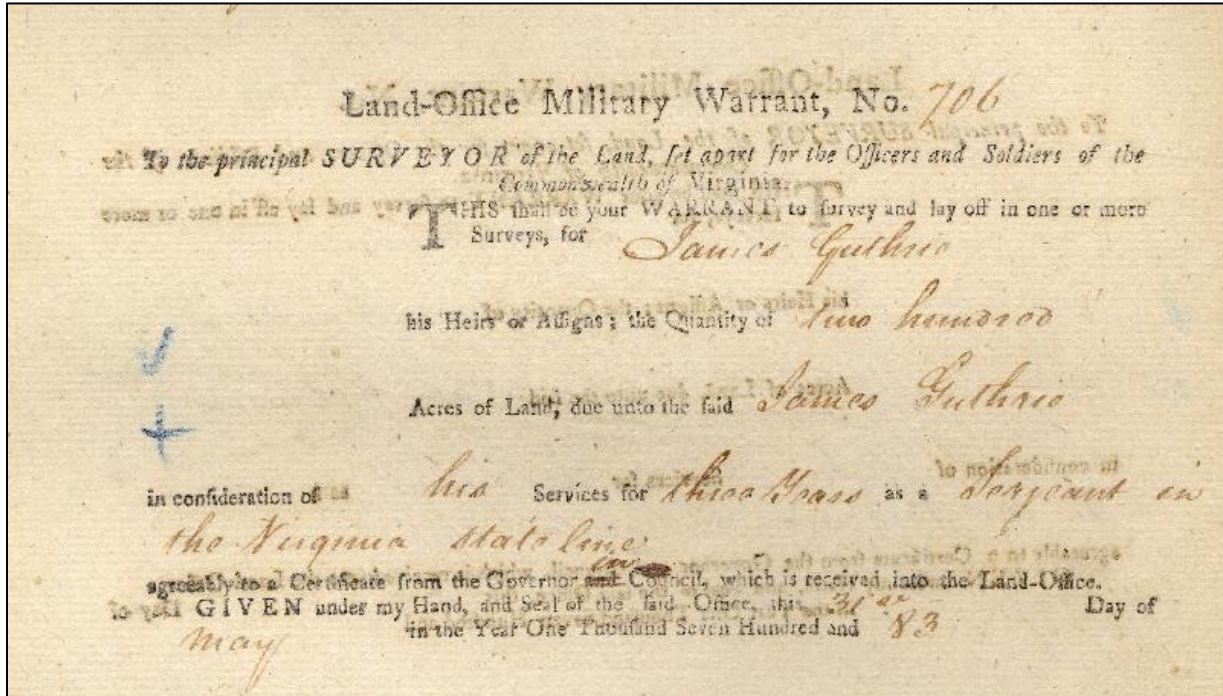 Land-Office Military Warrant, No. 706
To the principal SURVEYOR of the Land, set apart for the Officers and Soldiers of the
Commonwealth of Virginia.
THIS shall be your WARRANT to survey and lay off in one or more
Surveys, for James Guthrie
his Heirs or Assigns; the Quantity of two hundred
Acres of Land, due unto the said James Guthrie
in consideration of his Services for three Years as a Serjeant in
the Virginia state line
agreeably to a Certificate from the Governor and in Council, which is received into the Land-Office.
GIVEN under my Hand, and Seal of the said Office, this 31st Day of
May in the Year One Thousand Seven Hundred and 83